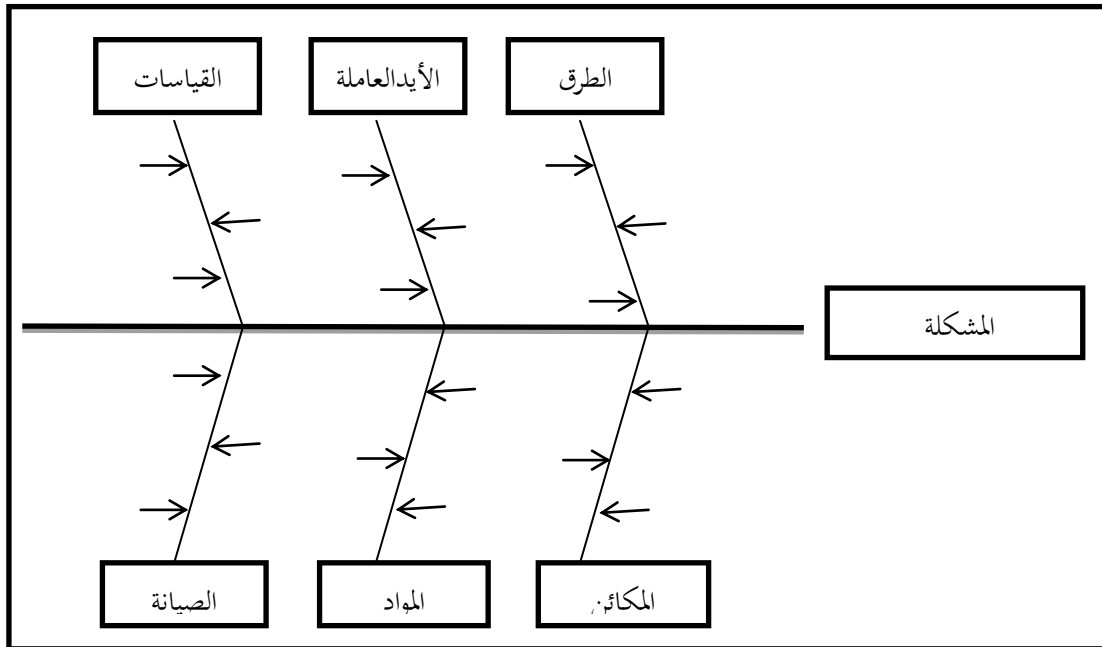 الطرق
الأيدالعاملة
القياسات
المشكلة
المكائن
المواد
الصيانة